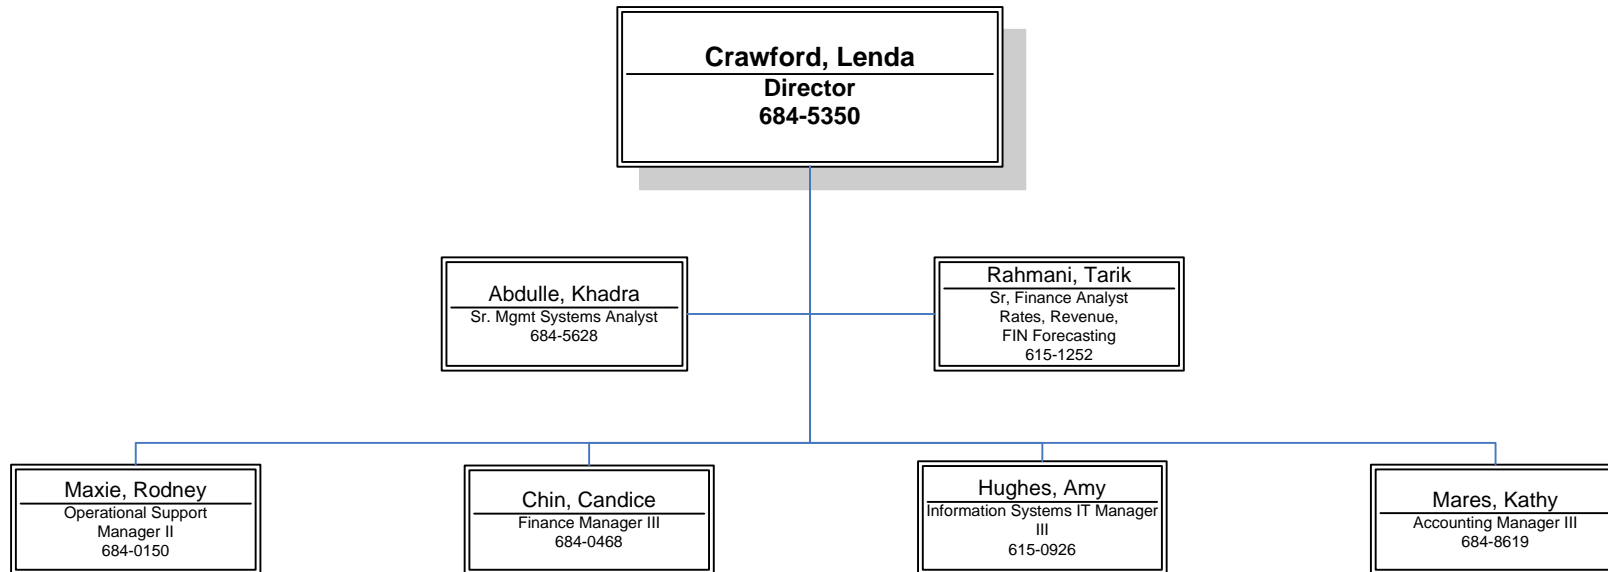 Crawford, Lenda
Director
684-5350
Abdulle, Khadra
Sr. Mgmt Systems Analyst
684-5628
Rahmani, Tarik
Sr, Finance Analyst
Rates, Revenue,
FIN Forecasting
615-1252
Maxie, Rodney
Operational Support
Manager II
684-0150
Chin, Candice
Finance Manager III
684-0468
Hughes, Amy
Information Systems IT Manager
III
615-0926
Mares, Kathy
Accounting Manager III
684-8619